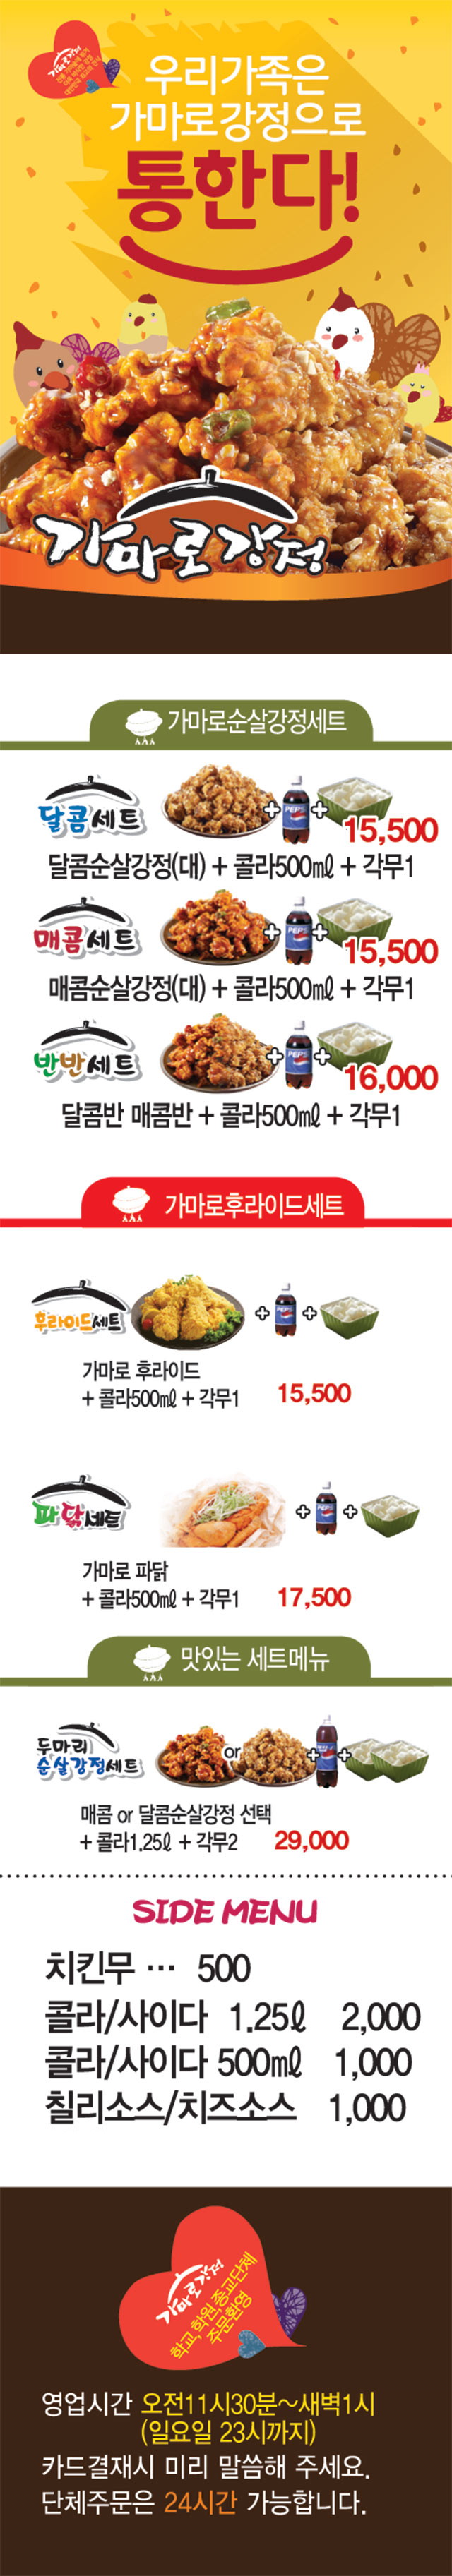 가마로강정
우리가족은
가마로강정으로
통한다!
가마로강정
가마로순살강정세트
달콤세트
15,500
달콤순살강정(대) + 콜라500㎖ + 각무1
매콤세트
15,500
매콤순살강정(대) + 콜라500㎖ + 각무1
반반세트
16,000
달콤반 매콤반 + 콜라500㎖ + 각무1
가마로후라이드세트
후라이드세트
가마로 후라이드
+ 콜라500㎖ + 각무1 15,500
파닭세트
가마로 파닭
+ 콜라500㎖ + 각무1 17,500
맛있는 세트메뉴
두마리
순살강정세트
or
매콤 or 달콤순살강정 선택
+ 콜라1.25ℓ + 각무2 29,000
SIDE MENU
치킨무 … 500
콜라/사이다 1.25ℓ 2,000
콜라/사이다 500㎖ 1,000
칠리소스/치즈소스 1,000
가마로강정
학교,학원,종교단체
주문환영
영업시간 오전11시30분~새벽1시
(일요일 23시까지)
카드결재시 미리 말씀해 주세요.
단체주문은 24시간 가능합니다.